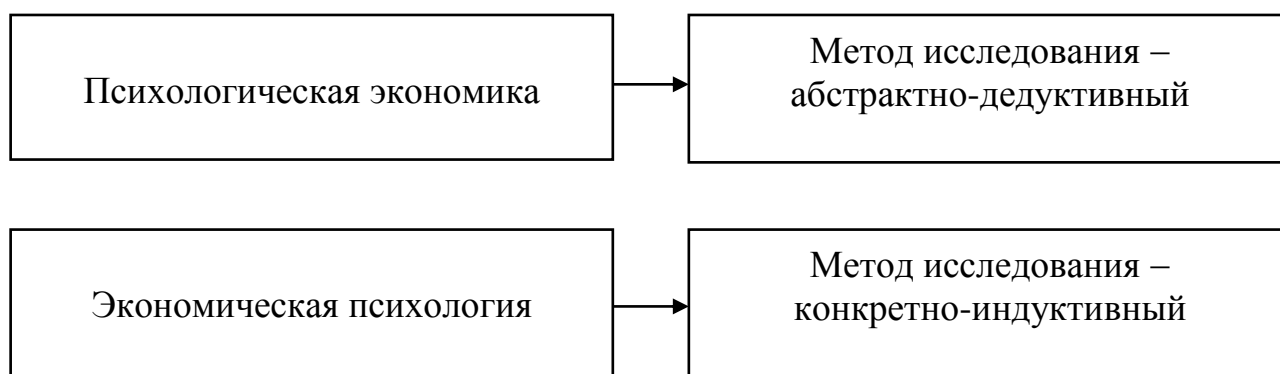 Психологическая экономика
Метод исследования –
абстрактно-дедуктивный
Экономическая психология
Метод исследования –
конкретно-индуктивный